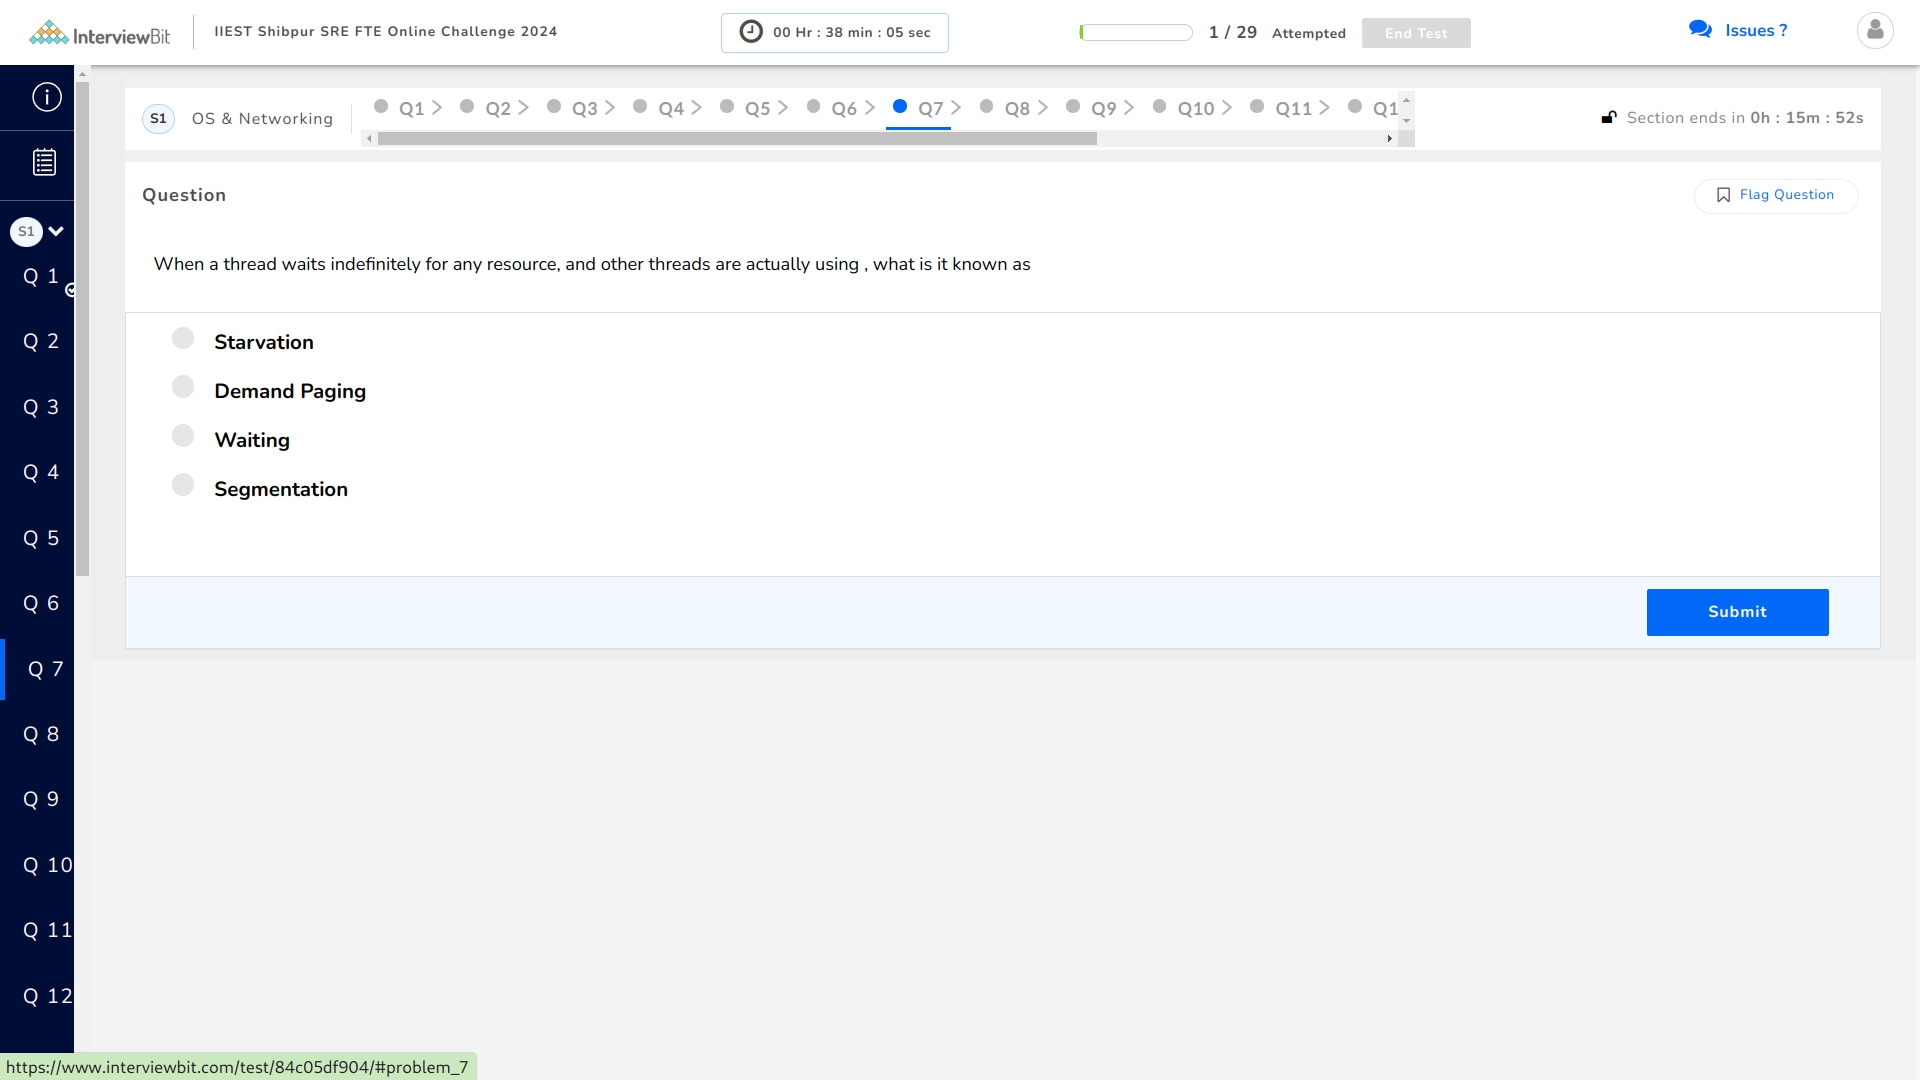 InterviewBit
IIEST Shibpur SRE FTE Online Challenge 2024
00 Hr : 38 min : 05 sec
1 / 29 Attempted
End Test
Issues ?
S1 OS & Networking
Q1 Q2 Q3 Q4 Q5 Q6 Q7 Q8 Q9 Q10 Q11 Q1
Section ends in 0h : 15m : 52s
Question
Flag Question
When a thread waits indefinitely for any resource, and other threads are actually using , what is it known as
Starvation
Demand Paging
Waiting
Segmentation
Submit
S1
Q 1
Q 2
Q 3
Q 4
Q 5
Q 6
Q 7
Q 8
Q 9
Q 10
Q 11
Q 12
https://www.interviewbit.com/test/84c05df904/#problem_7